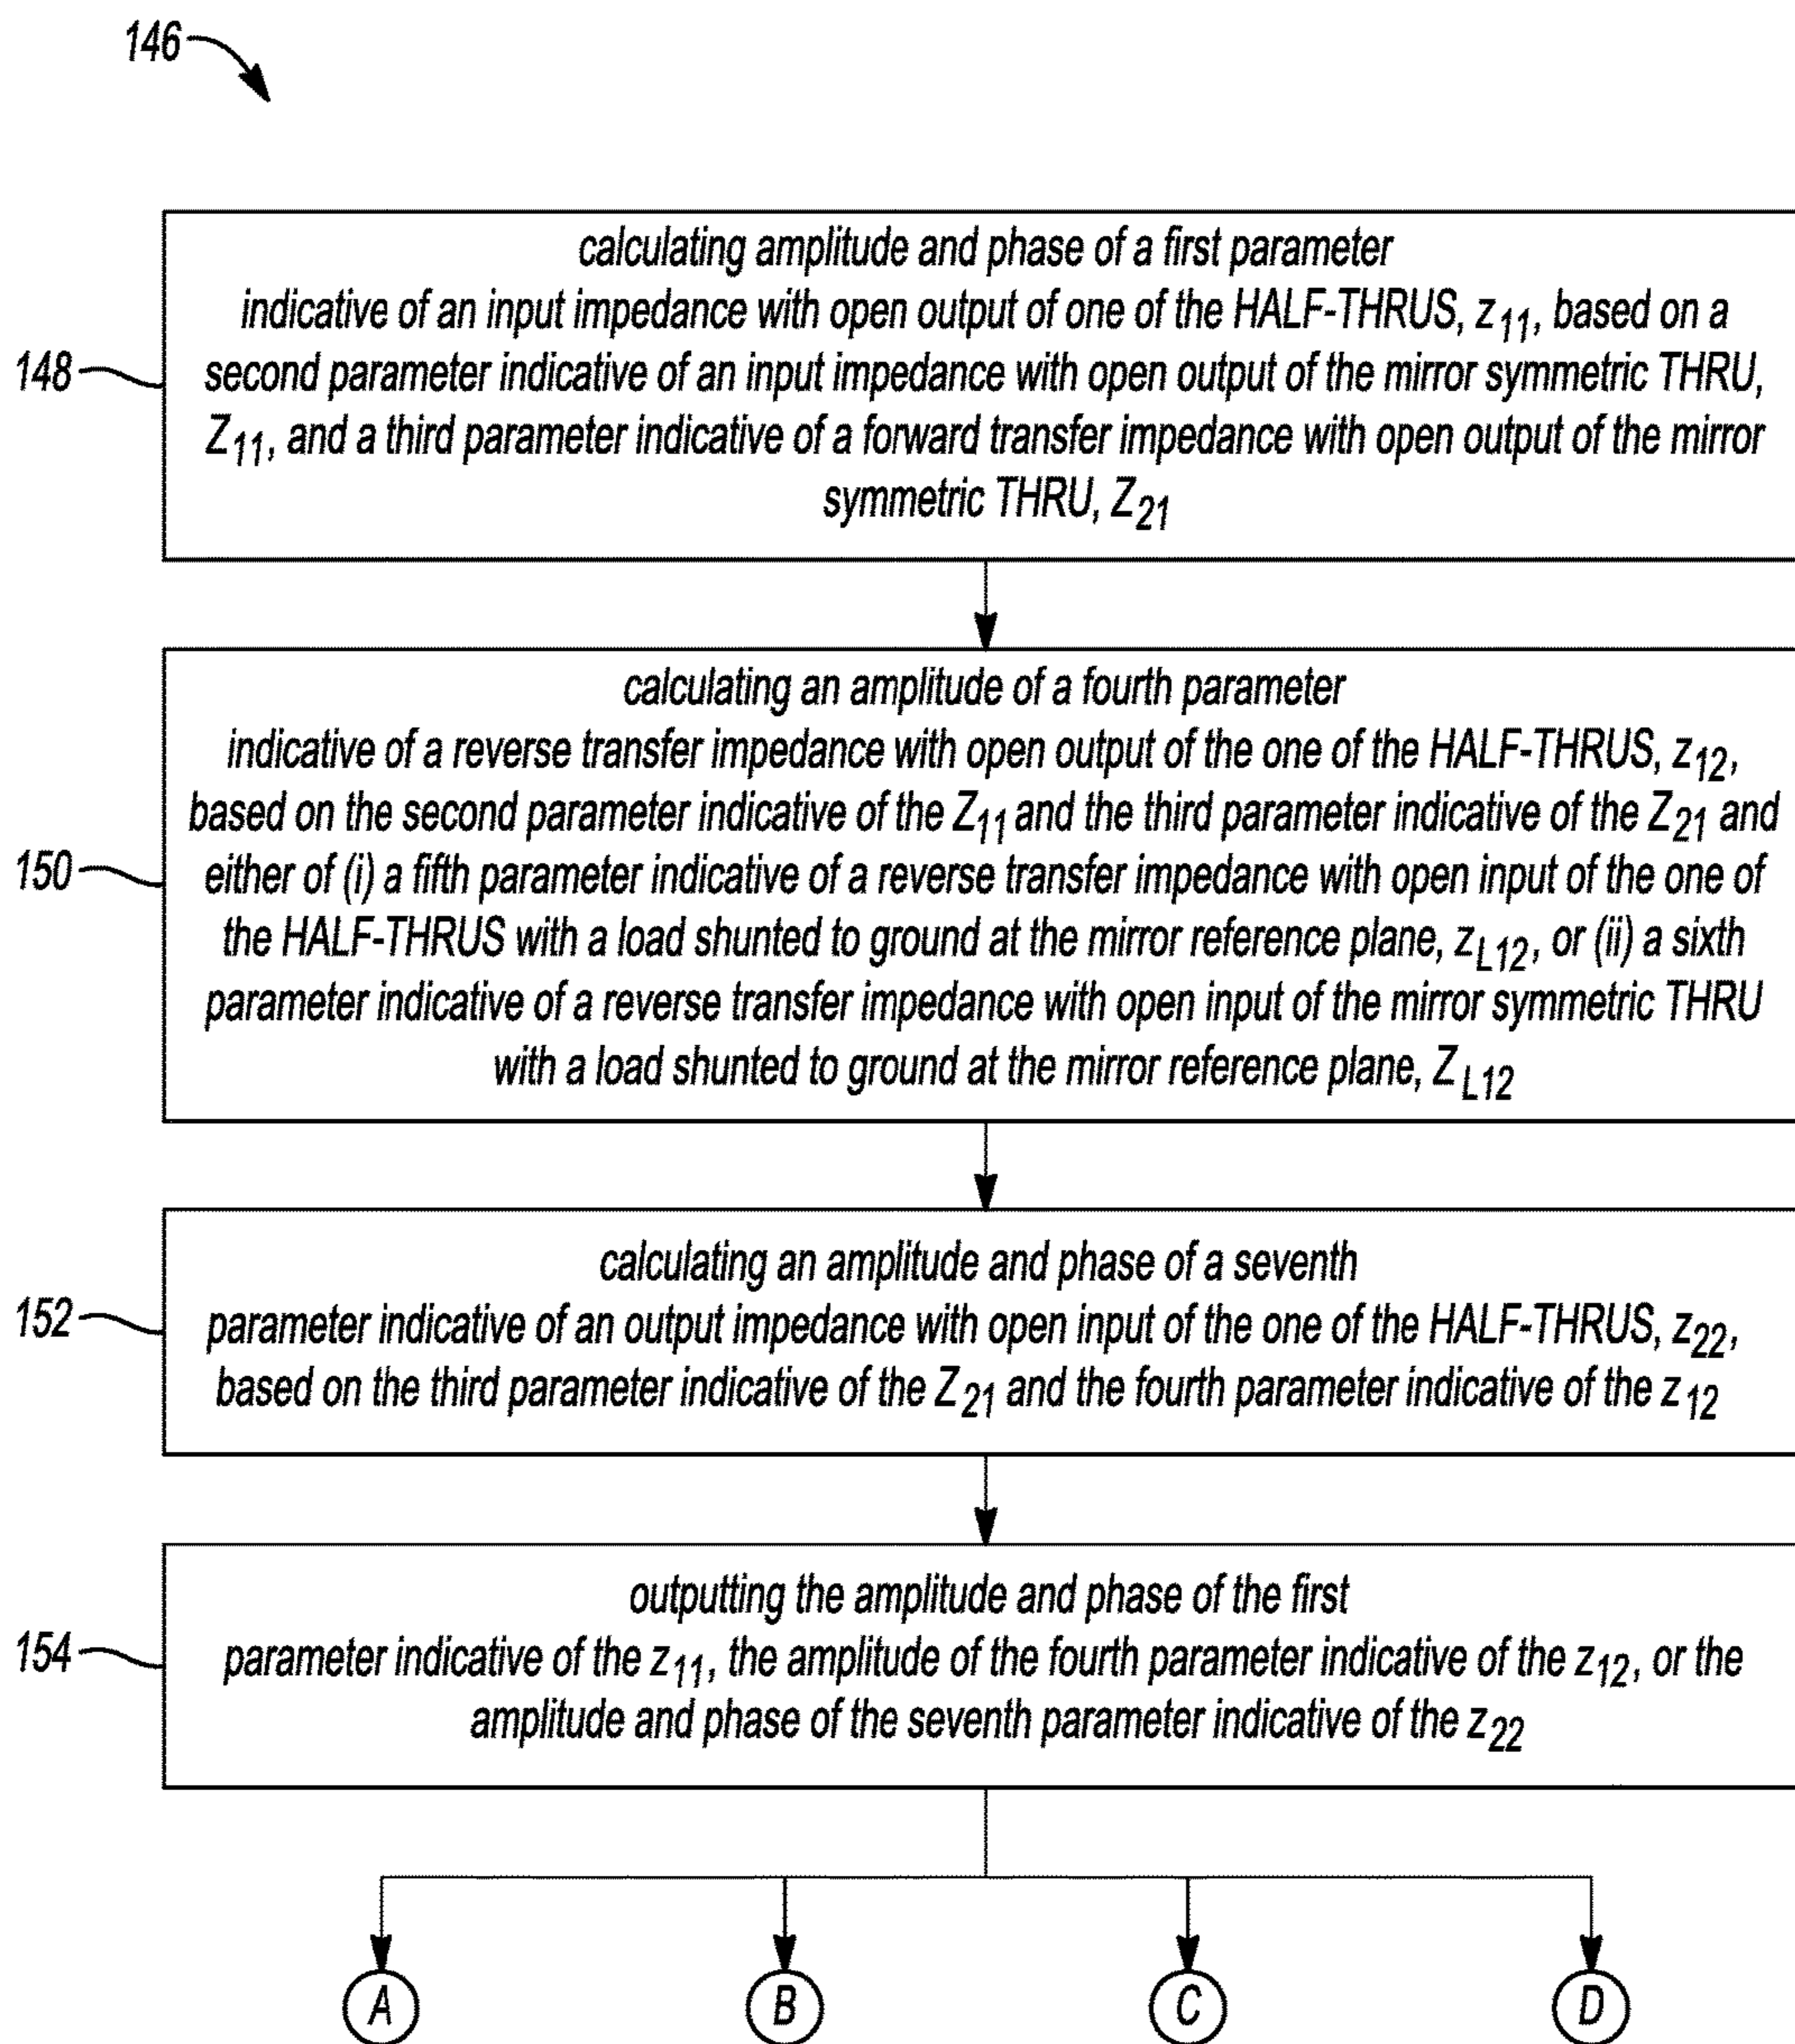 146
148
calculating amplitude and phase of a first parameter
indicative of an input impedance with open output of one of the HALF-THRUS, z11, based on a
second parameter indicative of an input impedance with open output of the mirror symmetric THRU,
Z11, and a third parameter indicative of a forward transfer impedance with open output of the mirror
symmetric THRU, Z21
150
calculating an amplitude of a fourth parameter
indicative of a reverse transfer impedance with open output of the one of the HALF-THRUS, z12,
based on the second parameter indicative of the Z11 and the third parameter indicative of the Z21 and
either of (i) a fifth parameter indicative of a reverse transfer impedance with open input of the one of
the HALF-THRUS with a load shunted to ground at the mirror reference plane, zL12, or (ii) a sixth
parameter indicative of a reverse transfer impedance with open input of the mirror symmetric THRU
with a load shunted to ground at the mirror reference plane, ZL12
152
calculating an amplitude and phase of a seventh
parameter indicative of an output impedance with open input of the one of the HALF-THRUS, z22,
based on the third parameter indicative of the Z21 and the fourth parameter indicative of the z12
154
outputting the amplitude and phase of the first
parameter indicative of the z11, the amplitude of the fourth parameter indicative of the z12, or the
amplitude and phase of the seventh parameter indicative of the z22
A
B
C
D